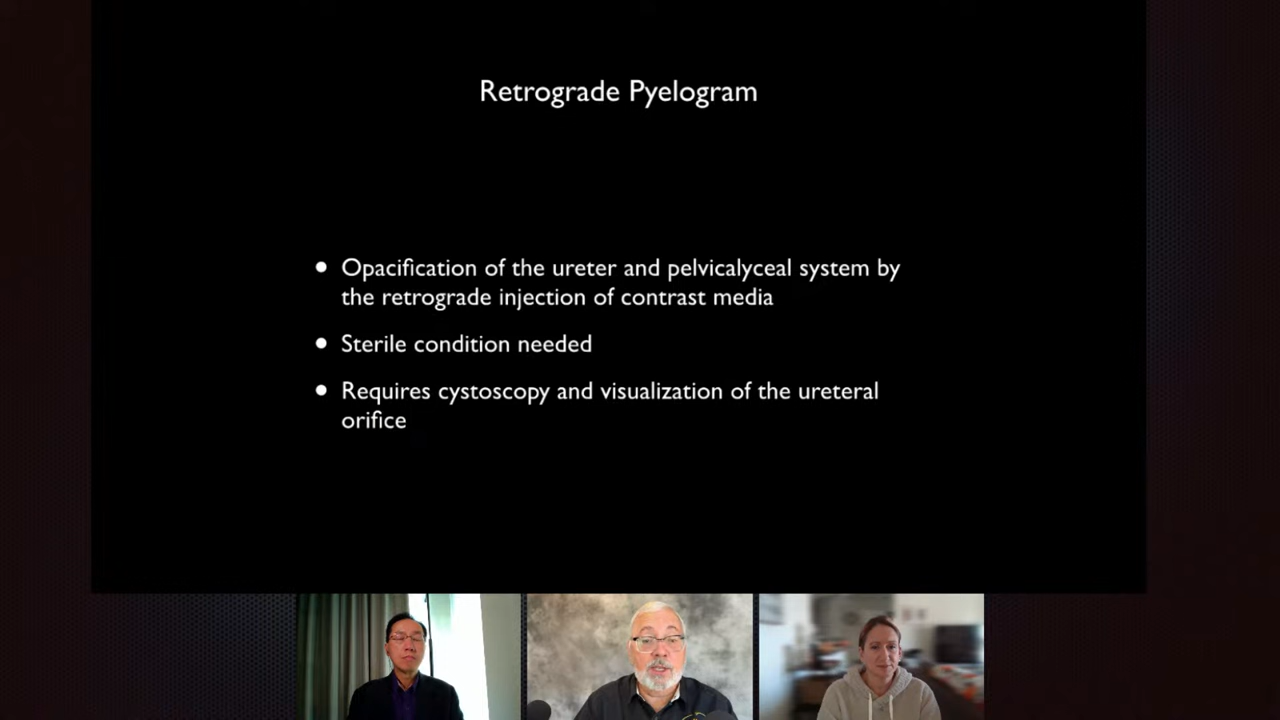 Retrograde Pyelogram
• Opacification of the ureter and pelvicalyceal system by
the retrograde injection of contrast media
• Sterile condition needed
• Requires cystoscopy and visualization of the ureteral
orifice